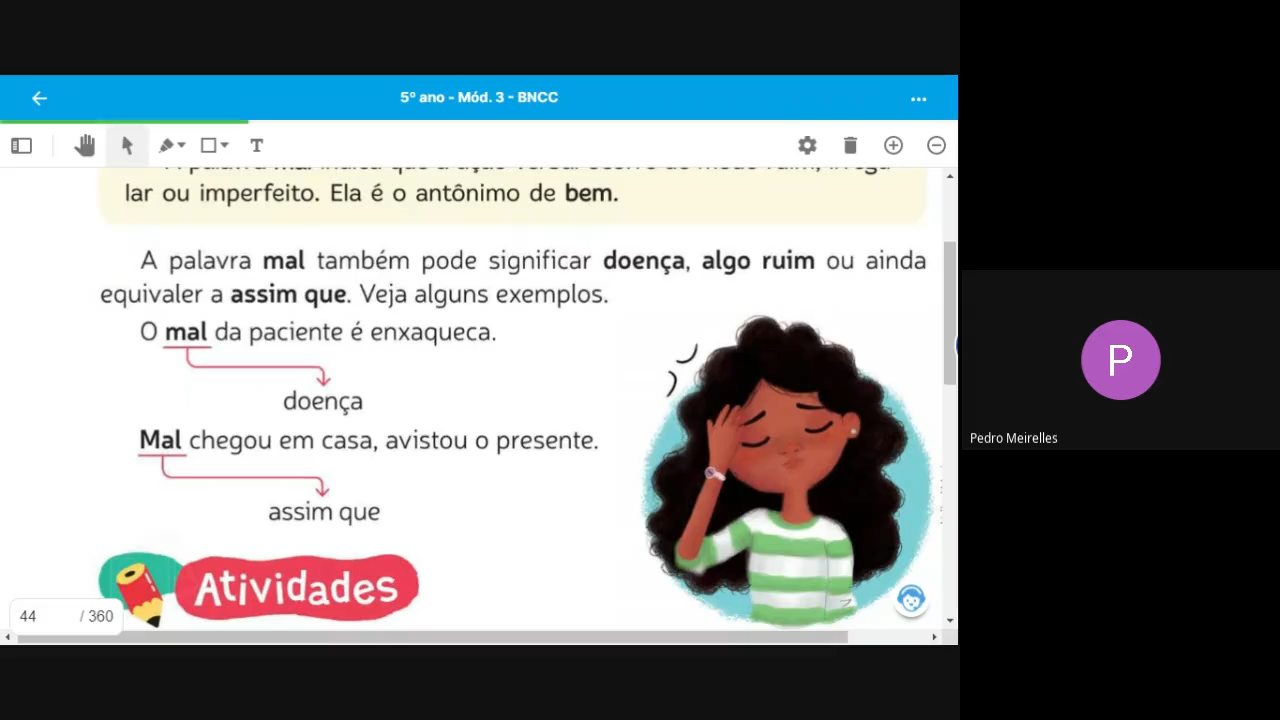 5º ano - Mód. 3 - BNCC
T
lar ou imperfeito. Ela é o antônimo de bem.
A palavra mal também pode significar doença, algo ruim ou ainda
equivaler a assim que. Veja alguns exemplos.
O mal da paciente é enxaqueca.
doença
Mal chegou em casa, avistou o presente.
assim que
Atividades
44 / 360
P
Pedro Meirelles